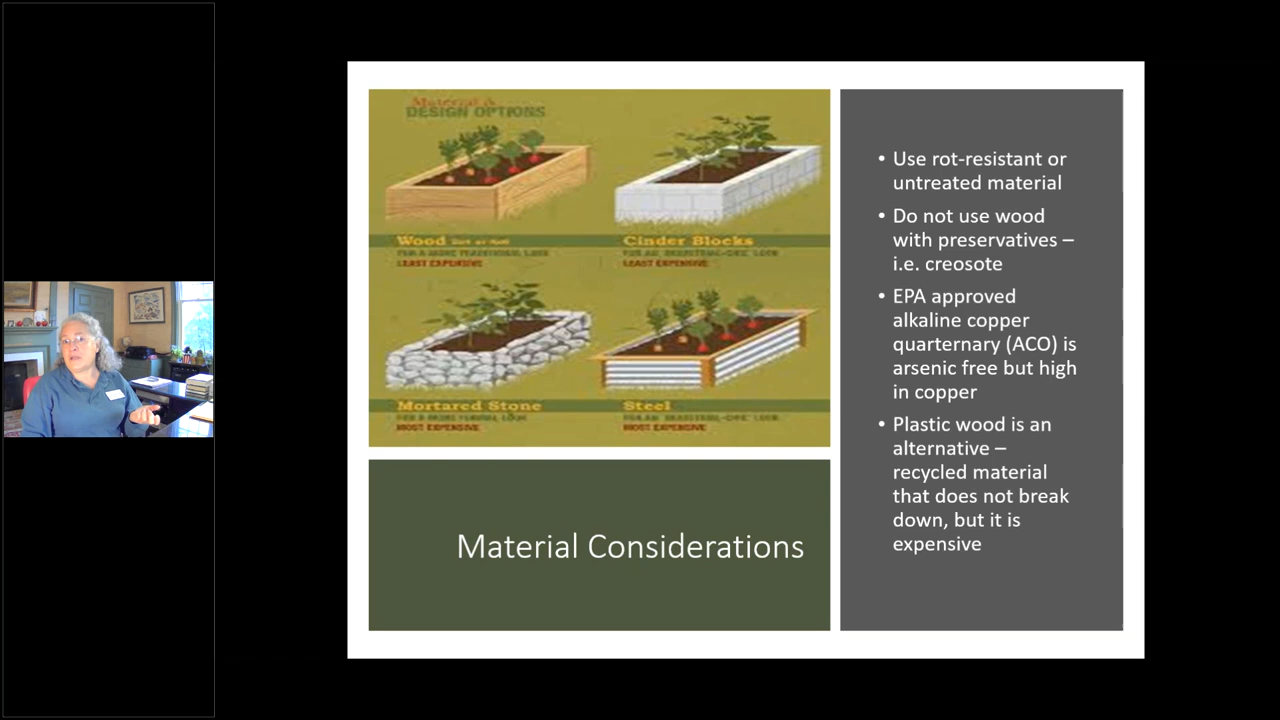 Material &
DESIGN OPTIONS
Wood
LEAST EXPENSIVE
Cinder Blocks
LEAST EXPENSIVE
Mortared Stone
MOST EXPENSIVE
Steel
MOST EXPENSIVE
Material Considerations
• Use rot-resistant or
untreated material
• Do not use wood
with preservatives –
i.e. creosote
• EPA approved
alkaline copper
quarternary (ACO) is
arsenic free but high
in copper
• Plastic wood is an
alternative –
recycled material
that does not break
down, but it is
expensive